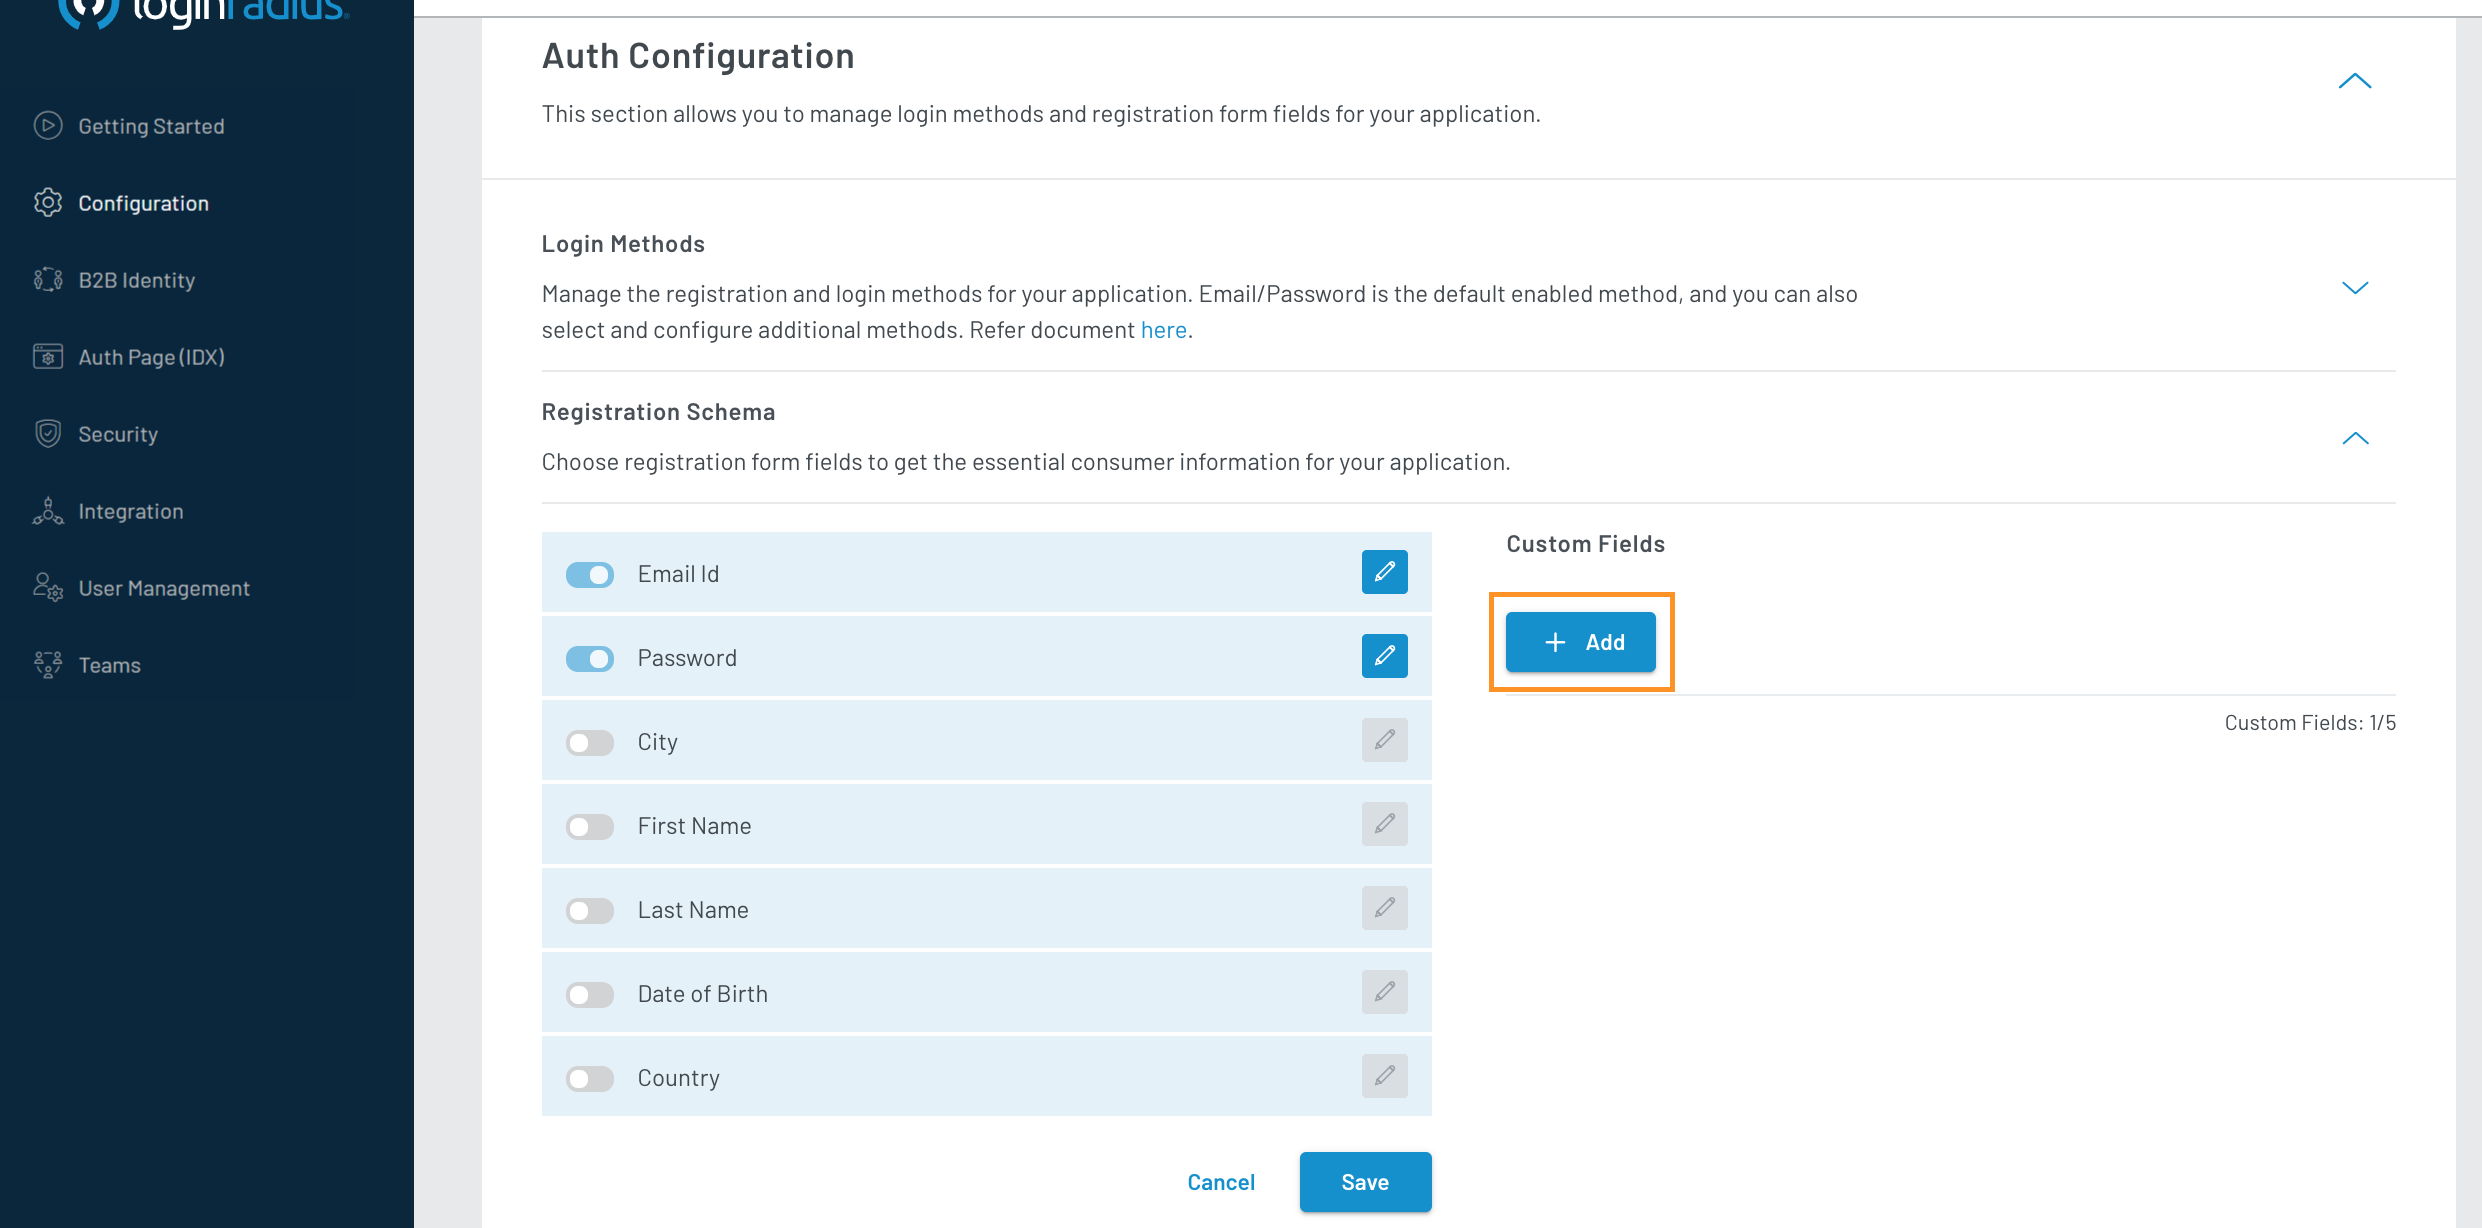 loginradius
Getting Started
Configuration
B2B Identity
Auth Page (IDX)
Security
Integration
User Management
Teams
Auth Configuration
This section allows you to manage login methods and registration form fields for your application.
Login Methods
Manage the registration and login methods for your application. Email/Password is the default enabled method, and you can also
select and configure additional methods. Refer document here.
Registration Schema
Choose registration form fields to get the essential consumer information for your application.
Email Id
Password
City
First Name
Last Name
Date of Birth
Country
Cancel
Save
Custom Fields
+ Add
Custom Fields: 1/5